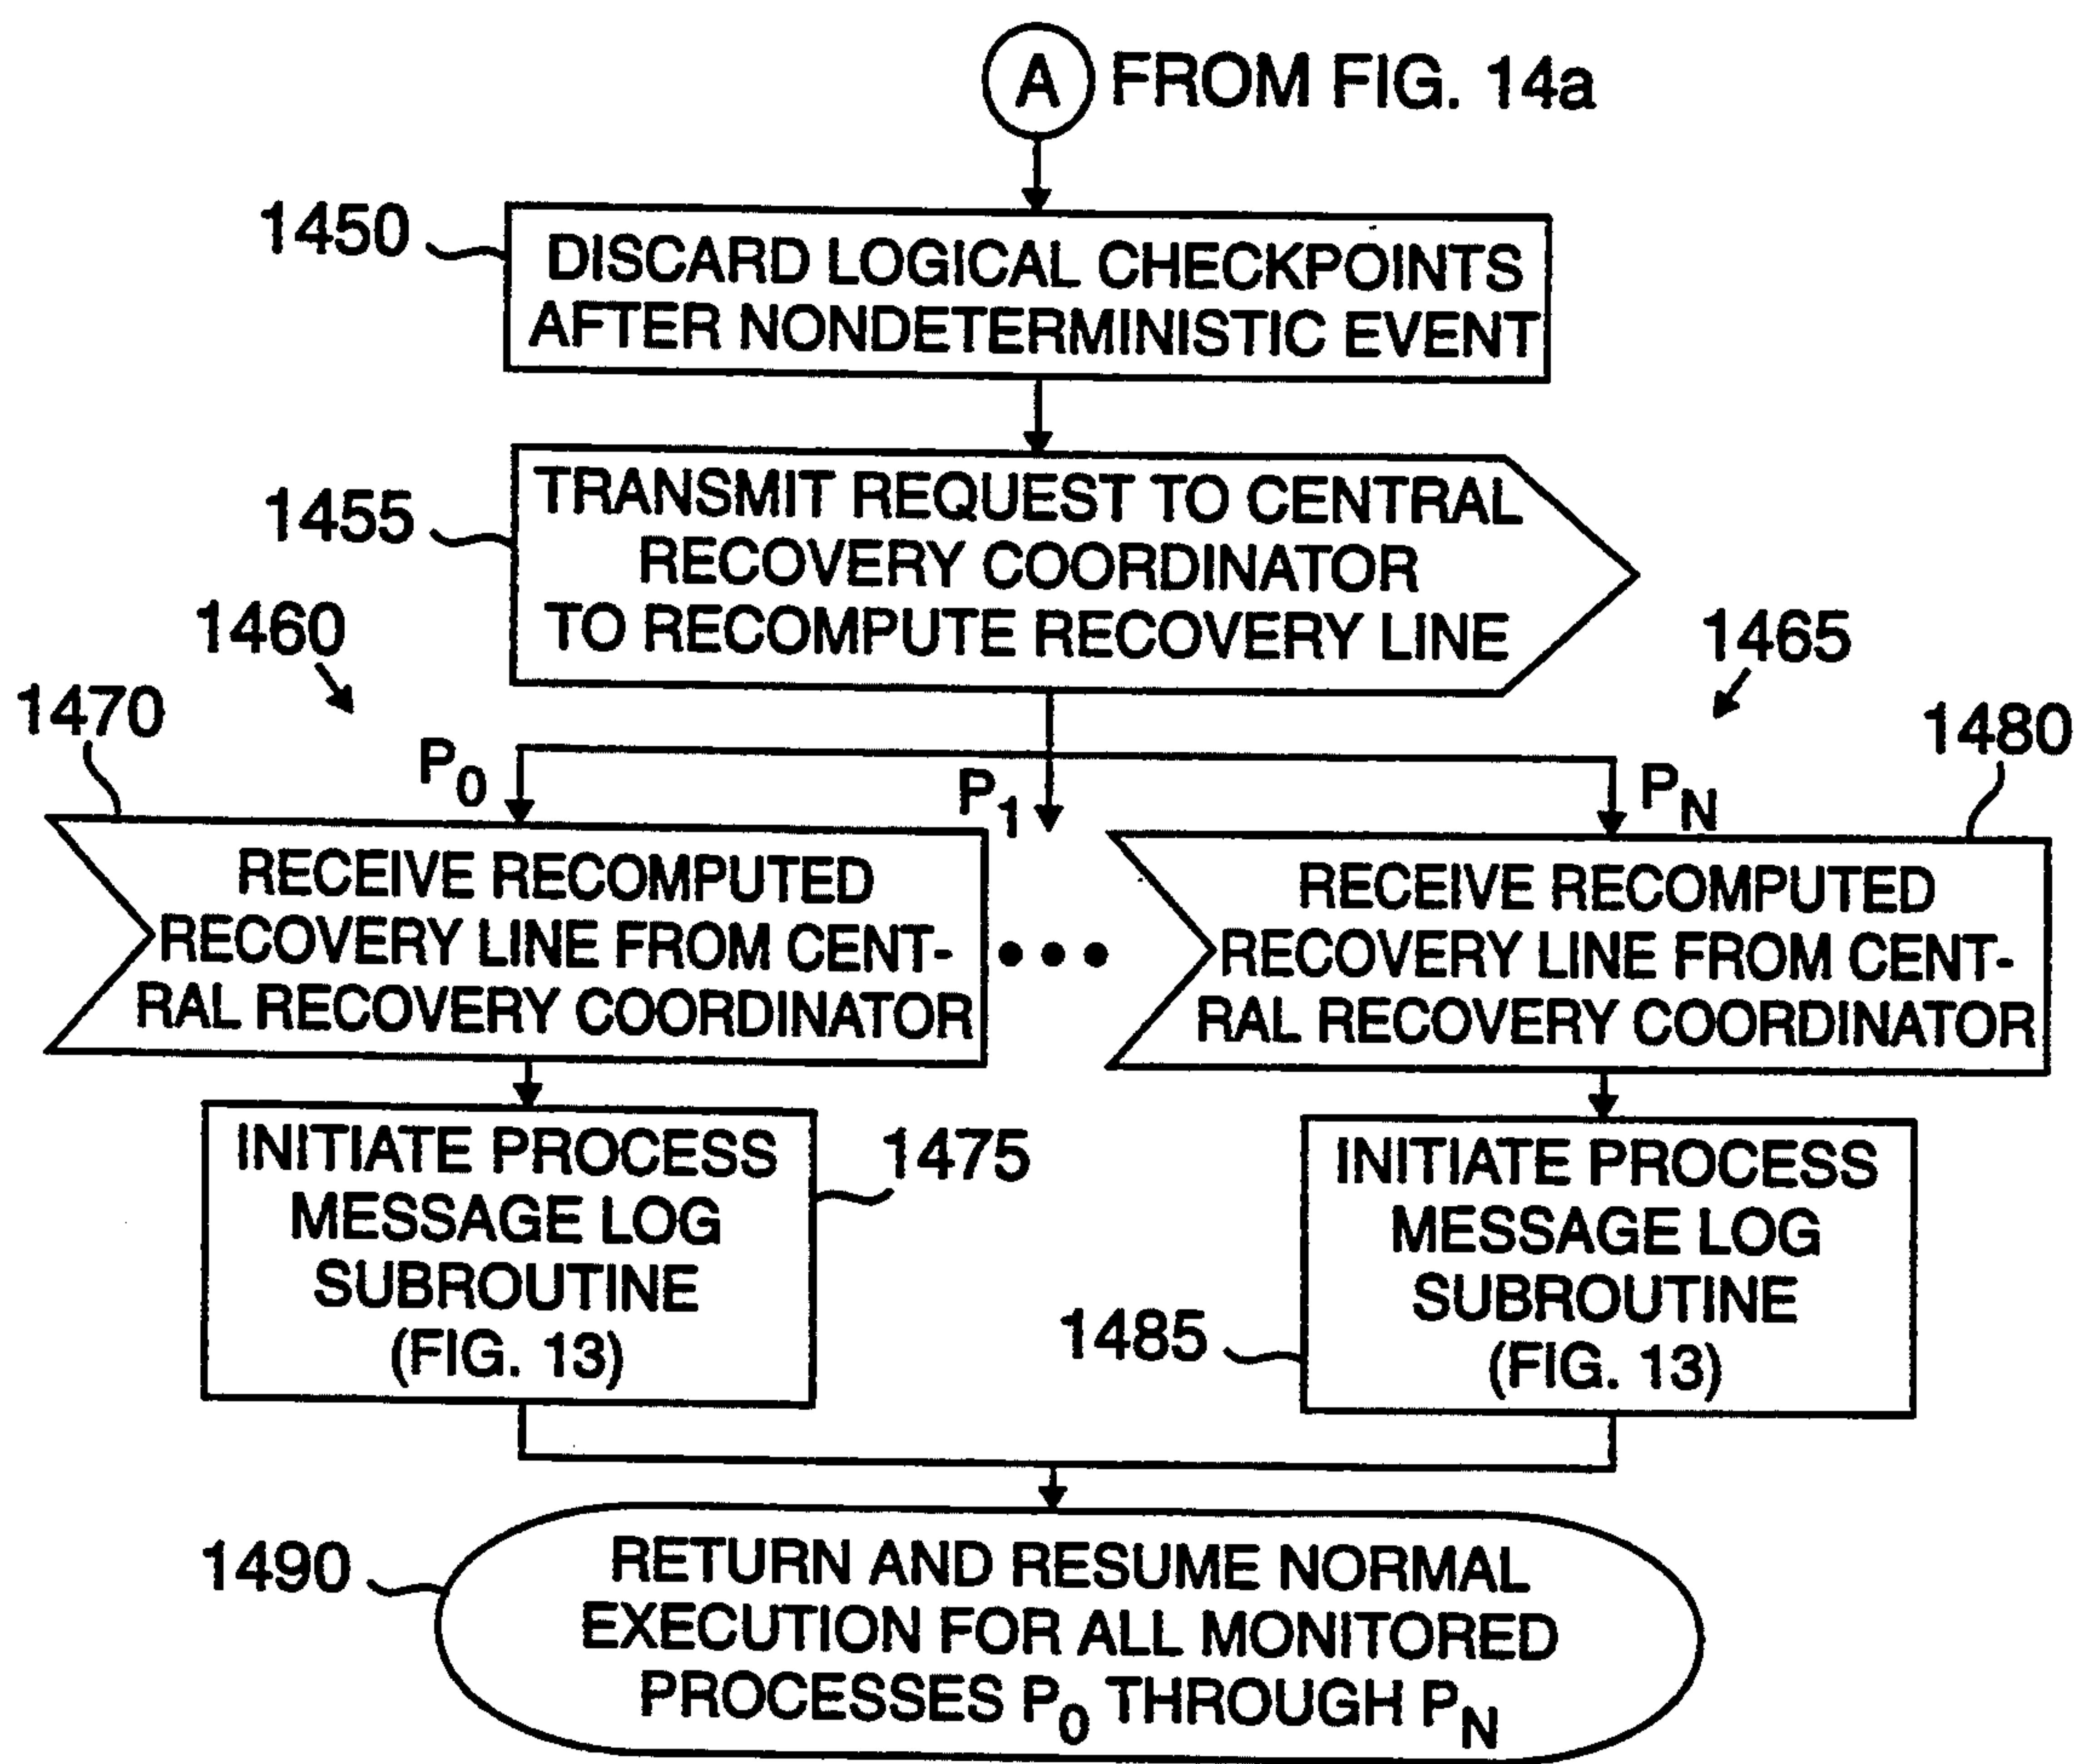 A FROM FIG. 14a
1450
DISCARD LOGICAL CHECKPOINTS
AFTER NONDETERMINISTIC EVENT
1455
TRANSMIT REQUEST TO CENTRAL
RECOVERY COORDINATOR
TO RECOMPUTE RECOVERY LINE
1460
1465
1470
1480
P0
P1
PN
RECEIVE RECOMPUTED
RECOVERY LINE FROM CENT-
RAL RECOVERY COORDINATOR
•••
RECEIVE RECOMPUTED
RECOVERY LINE FROM CENT-
RAL RECOVERY COORDINATOR
INITIATE PROCESS
MESSAGE LOG
SUBROUTINE
(FIG. 13)
1475
INITIATE PROCESS
MESSAGE LOG
SUBROUTINE
(FIG. 13)
1485
1490
RETURN AND RESUME NORMAL
EXECUTION FOR ALL MONITORED
PROCESSES P0 THROUGH PN